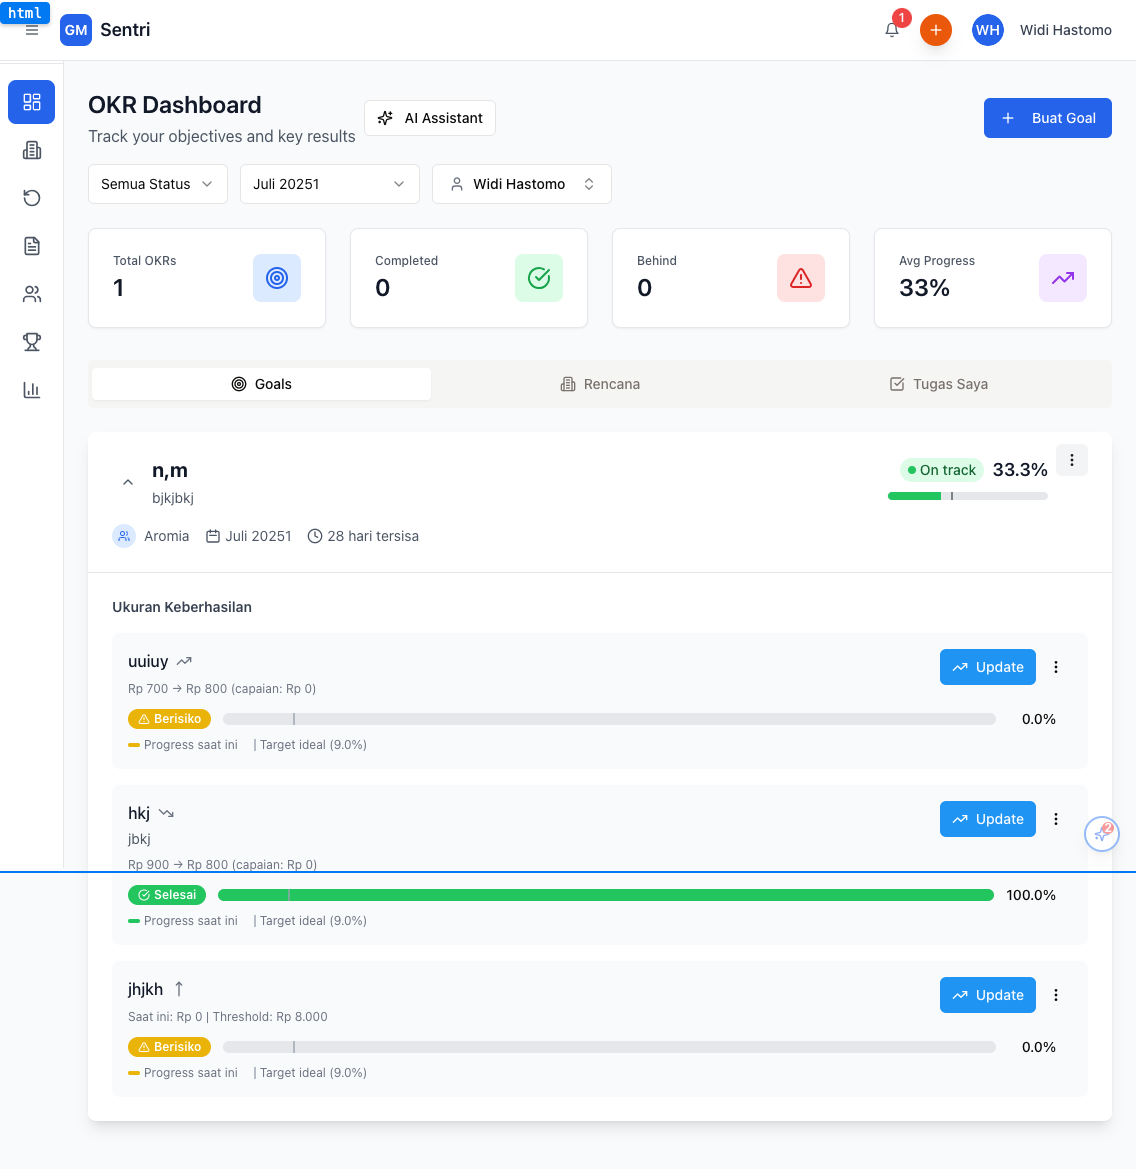 html
GM Sentri
1
WH Widi Hastomo
OKR Dashboard
Track your objectives and key results
AI Assistant
Buat Goal
Semua Status
Juli 20251
Widi Hastomo
Total OKRs
1
Completed
0
Behind
0
Avg Progress
33%
Goals
Rencana
Tugas Saya
n,m
bjkjbkj
On track 33.3%
Aromia Juli 20251 28 hari tersisa
Ukuran Keberhasilan
uuiuy
Update
Rp 700 → Rp 800 (capaian: Rp 0)
Berisiko 0.0%
Progress saat ini | Target ideal (9.0%)
hkj
Update
jbkj
2
Rp 900 → Rp 800 (capaian: Rp 0)
Selesai 100.0%
Progress saat ini | Target ideal (9.0%)
jhjkh
Update
Saat ini: Rp 0 | Threshold: Rp 8.000
Berisiko 0.0%
Progress saat ini | Target ideal (9.0%)